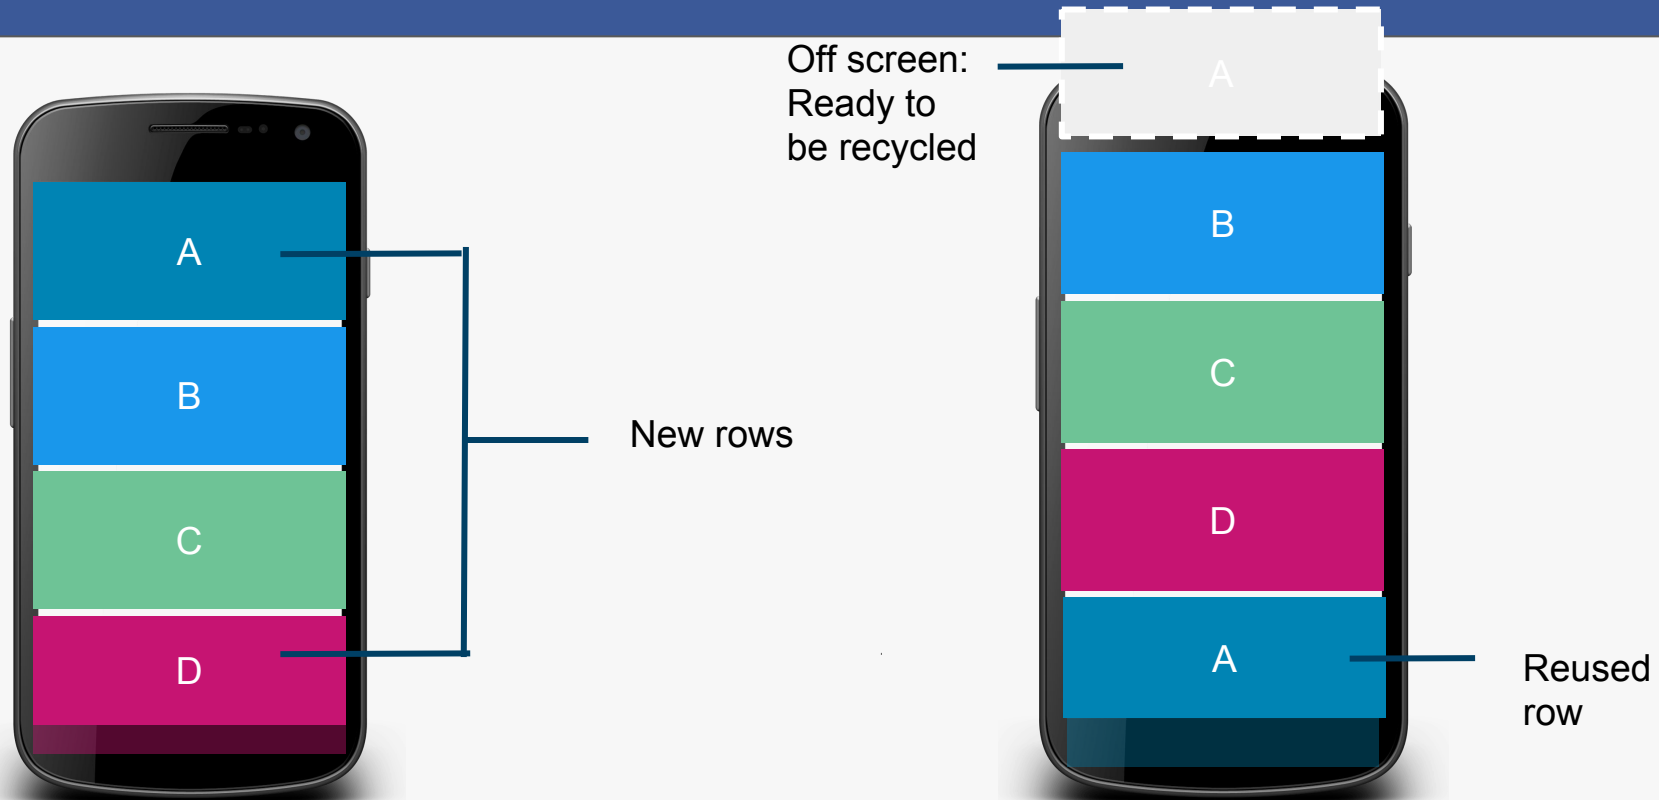 A
B
C
D
New rows
Off screen:
Ready to
be recycled
A
B
C
D
A
Reused
row